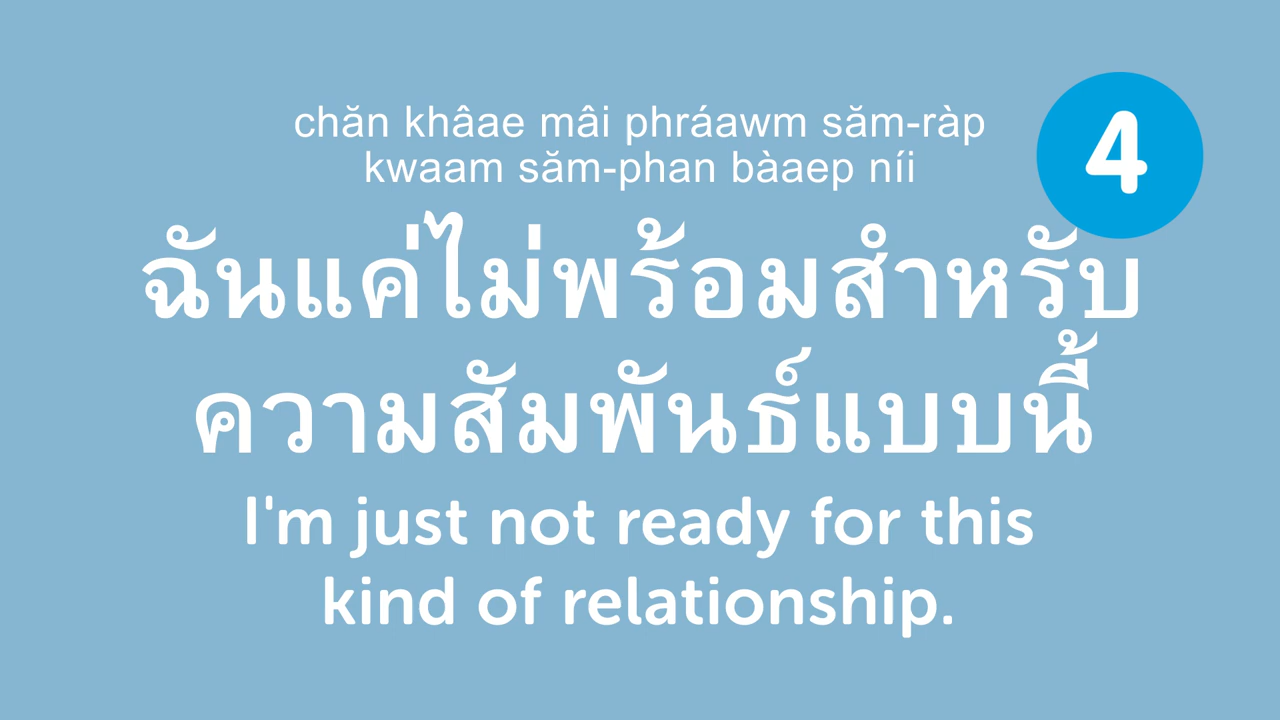 chăn khâae mâi phráawm săm-ràp
kwaam săm-phan bàaep níi
4
ฉันแค่ไม่พร้อมสำหรับ
ความสัมพันธ์แบบนี้
I'm just not ready for this
kind of relationship.